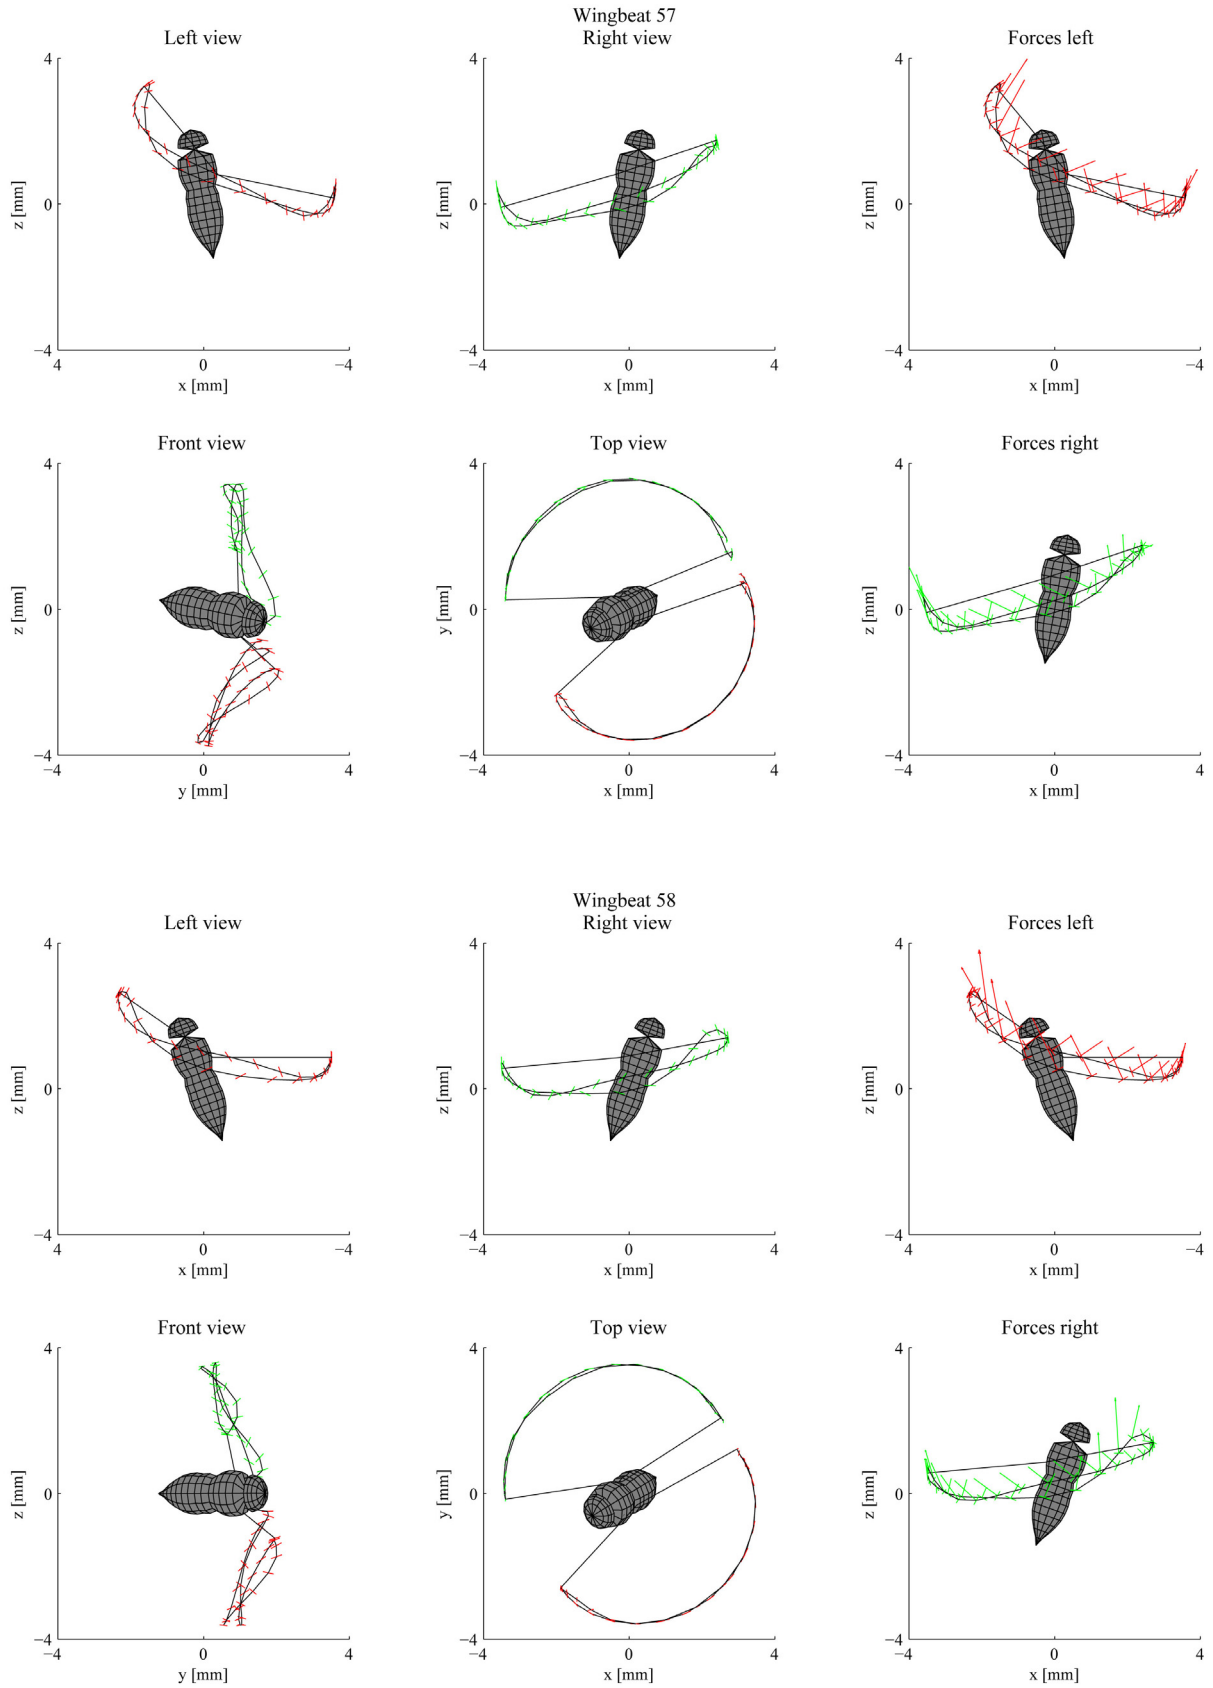 Wingbeat 57
Left view
Right view
Forces left
4
4
4
z [mm]
z [mm]
z [mm]
0
0
0
−4
−4
−4
4
0
−4
−4
0
4
4
0
−4
x [mm]
x [mm]
x [mm]
Front view
Top view
Forces right
4
4
4
z [mm]
y [mm]
z [mm]
0
0
0
−4
−4
−4
−4
0
4
−4
0
4
−4
0
4
y [mm]
x [mm]
x [mm]
Wingbeat 58
Left view
Right view
Forces left
4
4
4
z [mm]
z [mm]
z [mm]
0
0
0
−4
−4
−4
4
0
−4
−4
0
4
4
0
−4
x [mm]
x [mm]
x [mm]
Front view
Top view
Forces right
4
4
4
z [mm]
y [mm]
z [mm]
0
0
0
−4
−4
−4
−4
0
4
−4
0
4
−4
0
4
y [mm]
x [mm]
x [mm]